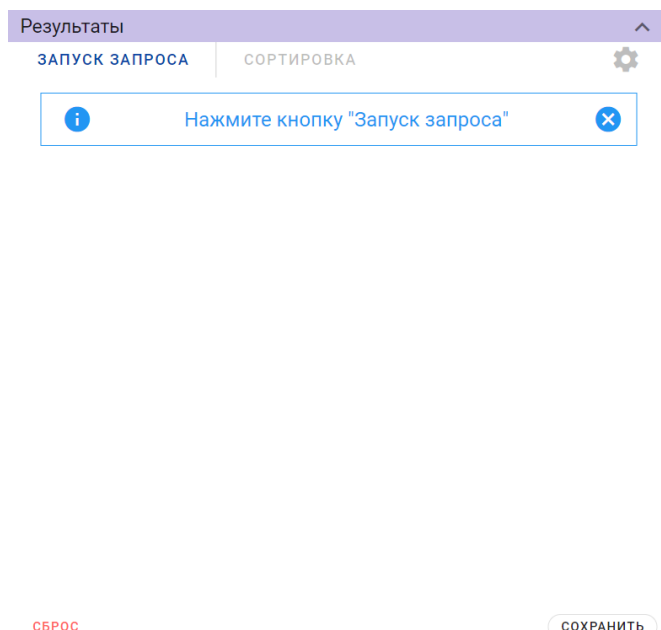 Результаты
ЗАПУСК ЗАПРОСА СОРТИРОВКА
Нажмите кнопку "Запуск запроса"
СБРОС СОХРАНИТЬ